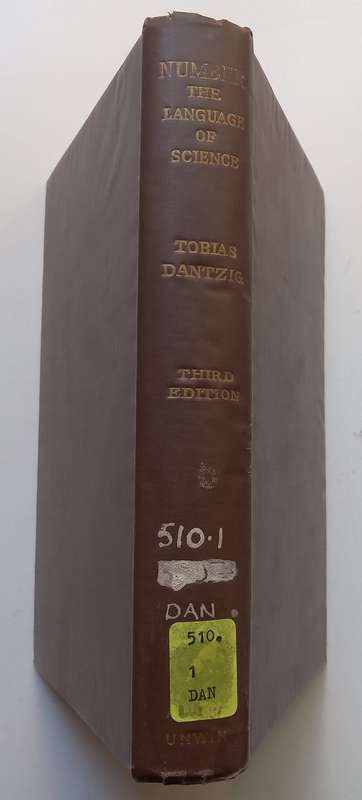 NUMBER
THE
LANGUAGE
OF
SCIENCE
TOBIAS
DANTZIG
THIRD
EDITION
510.1
DAN.
510.
1
DAN
UNWIN